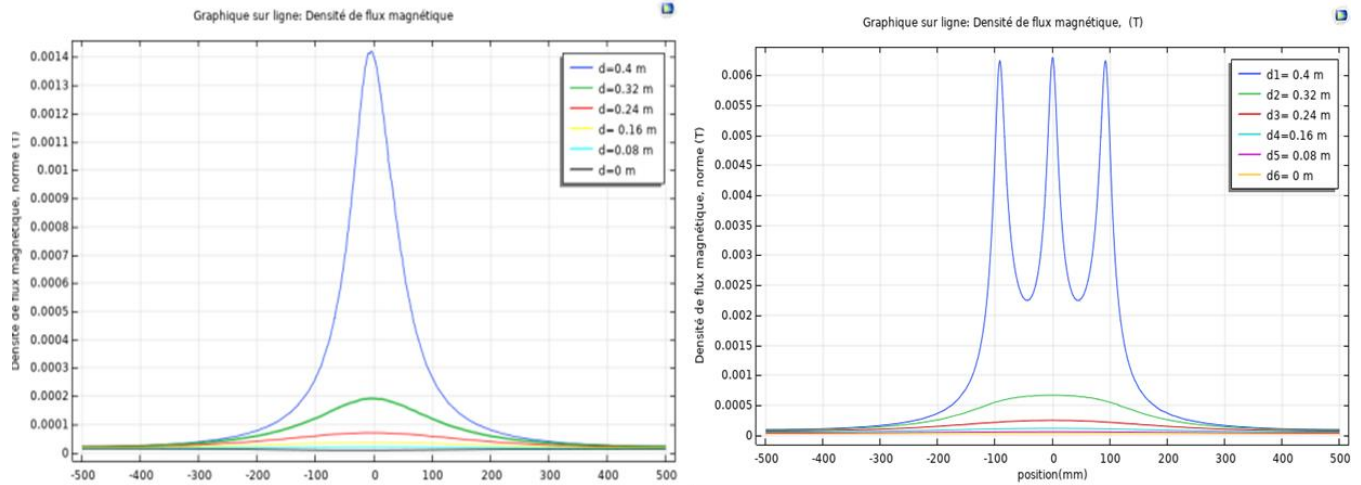 Graphique sur ligne: Densité de flux magnétique
Densité de flux magnétique, norme (T)
0.0014
0.0013
0.0012
0.0011
0.001
0.0009
0.0008
0.0007
0.0006
0.0005
0.0004
0.0003
0.0002
0.0001
0
d=0.4 m
d=0.32 m
d=0.24 m
d= 0.16 m
d=0.08 m
d=0 m
-500 -400 -300 -200 -100 0 100 200 300 400 500
Graphique sur ligne: Densité de flux magnétique, (T)
Densité de flux magnétique, norme (T)
0.006
0.0055
0.005
0.0045
0.004
0.0035
0.003
0.0025
0.002
0.0015
0.001
0.0005
0
d1= 0.4 m
d2= 0.32 m
d3= 0.24 m
d4=0.16 m
d5= 0.08 m
d6= 0 m
-500 -400 -300 -200 -100 0 100 200 300 400 500
position(mm)